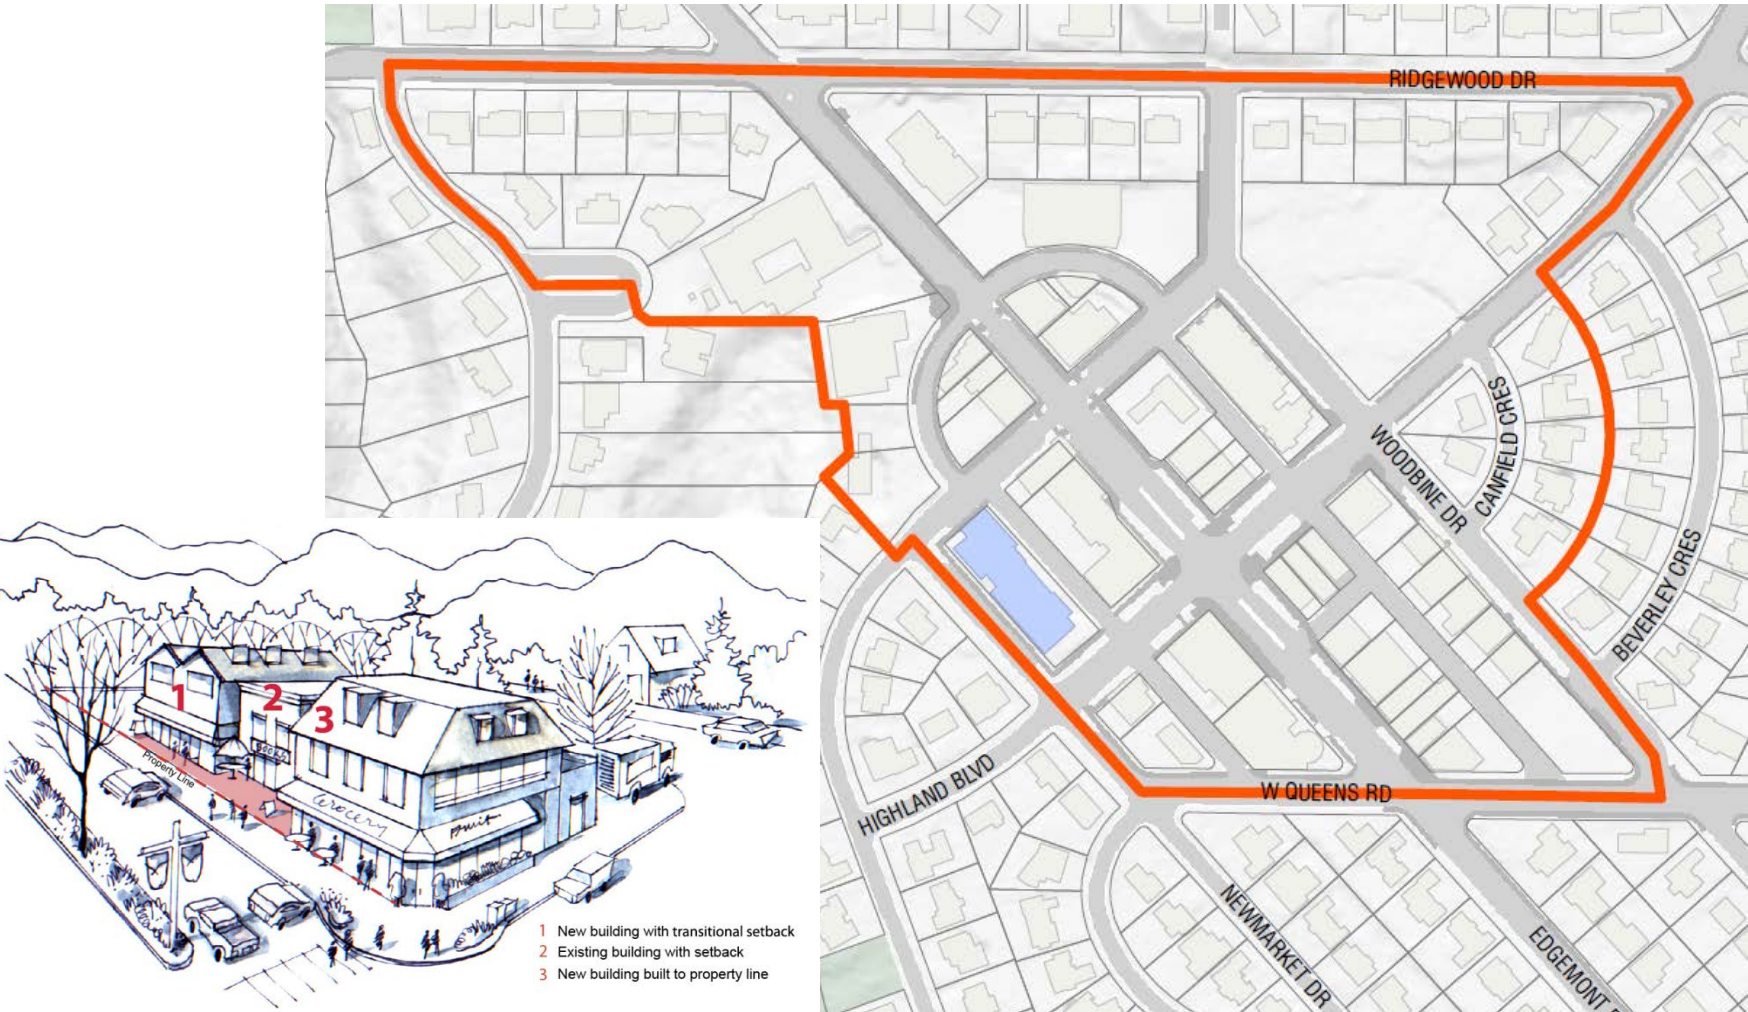 RIDGEWOOD DR
WOODBINE DR
CANFIELD CRES
BEVERLEY CRES
HIGHLAND BLVD
W QUEENS RD
NEWMARKET DR
EDGEMONT
1
2
3
Property Line
BOOKS
Grocery
1 New building with transitional setback
2 Existing building with setback
3 New building built to property line